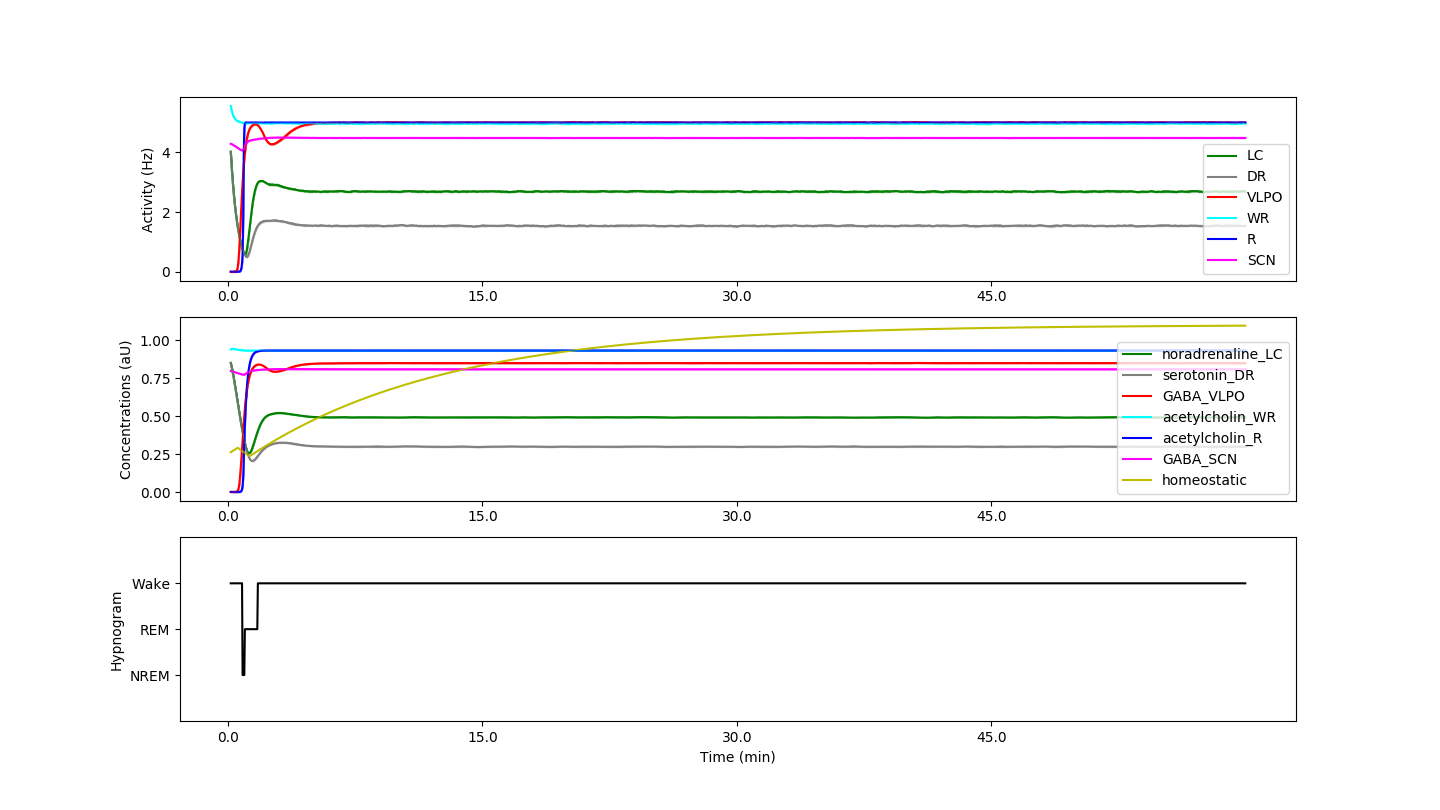 Activity (Hz)
4
2
0
LC
DR
VLPO
WR
R
SCN
0.0 15.0 30.0 45.0
Concentrations (aU)
1.00
0.75
0.50
0.25
0.00
noradrenaline_LC
serotonin_DR
GABA_VLPO
acetylcholin_WR
acetylcholin_R
GABA_SCN
homeostatic
0.0 15.0 30.0 45.0
Hypnogram
Wake
REM
NREM
0.0 15.0 30.0 45.0
Time (min)